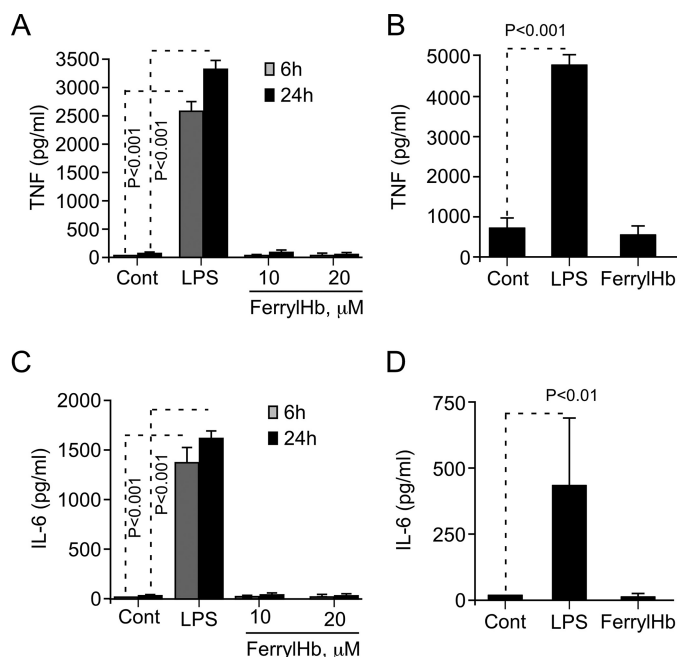 A
TNF (pg/ml)
3500
3000
2500
2000
1500
1000
500
0
P<0.001
P<0.001
6h
24h
Cont
LPS
10
20
FerrylHb, μM
B
P<0.001
TNF (pg/ml)
5000
4000
3000
2000
1000
0
Cont
LPS
FerrylHb
C
IL-6 (pg/ml)
2000
1500
1000
500
0
P<0.001
P<0.001
6h
24h
Cont
LPS
10
20
FerrylHb, μM
D
P<0.01
IL-6 (pg/ml)
750
500
250
0
Cont
LPS
FerrylHb